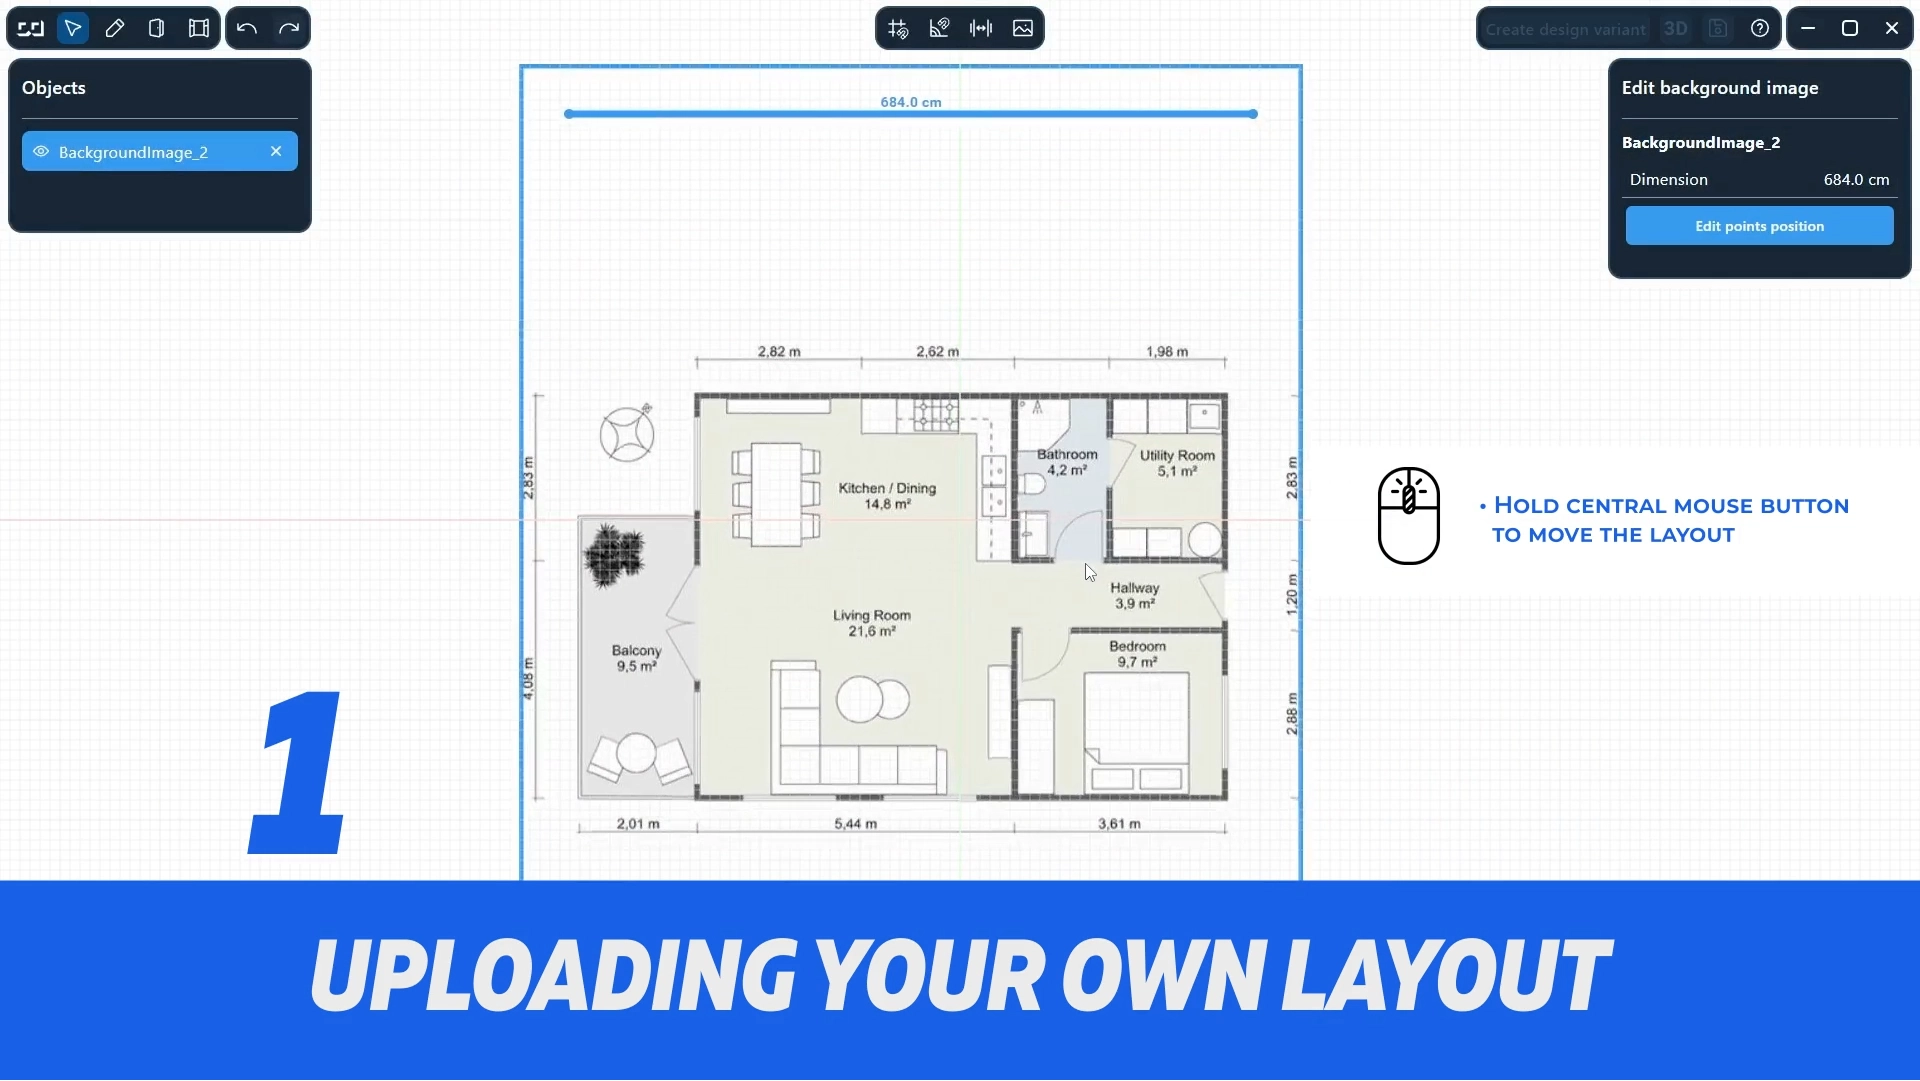 Create design variant 3D
Objects
BackgroundImage_2
684.0 cm
Edit background image
BackgroundImage_2
Dimension 684.0 cm
Edit points position
2,82 m 2,62 m 1,98 m
2,83 m
Kitchen / Dining
14,8 m²
Bathroom
4,2 m²
Utility Room
5,1 m²
2,83 m
• HOLD CENTRAL MOUSE BUTTON
TO MOVE THE LAYOUT
Hallway
3,9 m²
1,20 m
Living Room
21,6 m²
Balcony
9,5 m²
4,08 m
Bedroom
9,7 m²
2,88 m
2,01 m 5,44 m 3,61 m
1
UPLOADING YOUR OWN LAYOUT